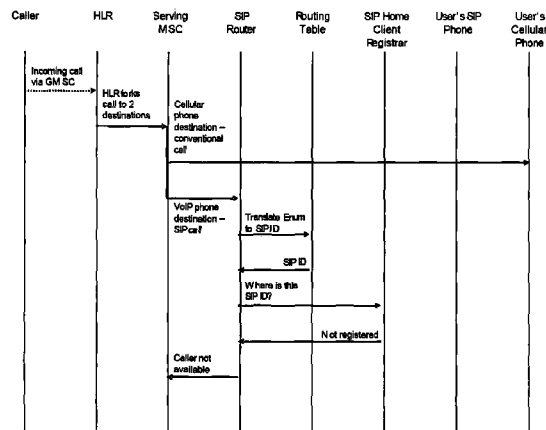 Caller
HLR
Serving
MSC
SIP
Router
Routing
Table
SIP Home
Client
Registrar
User's SIP
Phone
User's
Cellular
Phone
Incoming call
via GMSC
HLR forks
call to 2
destinations
Cellular
phone
destination –
conventional
call
VoIP phone
destination –
SIP call
Translate Enum
to SIP ID
SIP ID
Where is this
SIP ID?
Not registered
Caller not
available